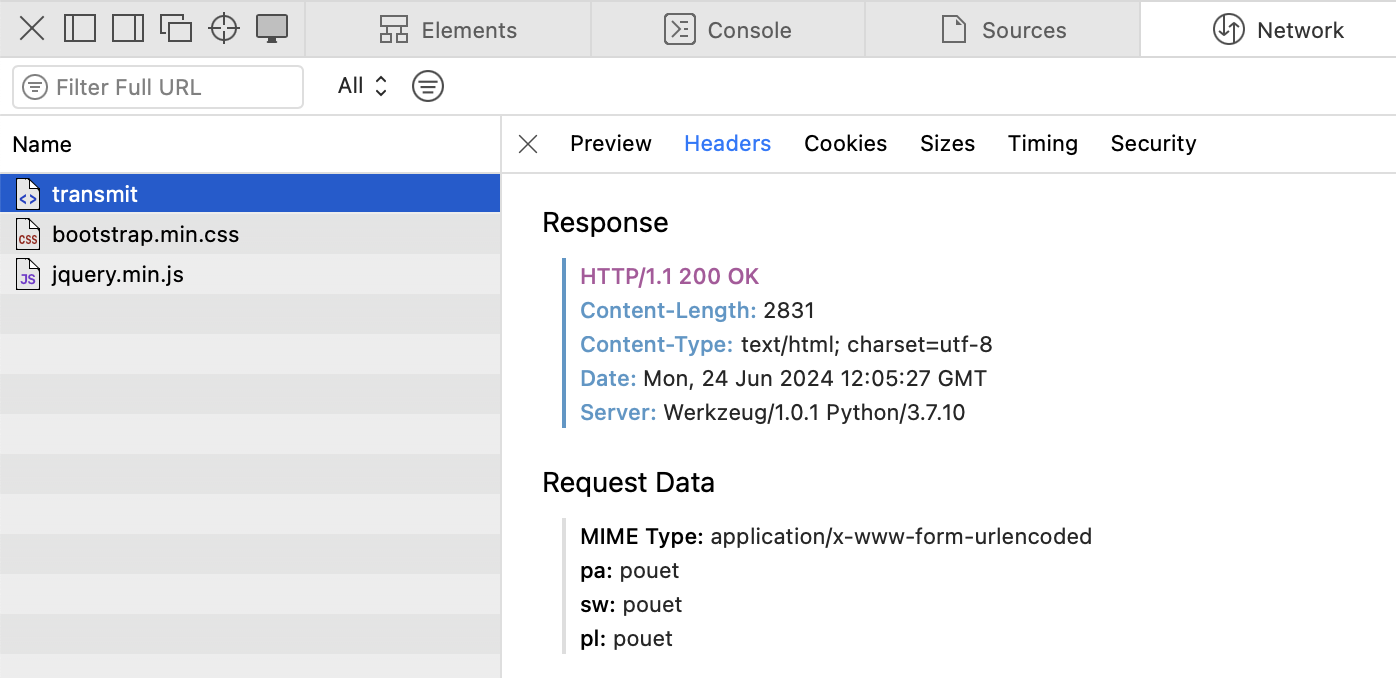 Elements Console Sources Network
Filter Full URL All
Name
Preview Headers Cookies Sizes Timing Security
<> transmit
CSS bootstrap.min.css
JS jquery.min.js
Response
HTTP/1.1 200 OK
Content-Length: 2831
Content-Type: text/html; charset=utf-8
Date: Mon, 24 Jun 2024 12:05:27 GMT
Server: Werkzeug/1.0.1 Python/3.7.10
Request Data
MIME Type: application/x-www-form-urlencoded
pa: pouet
sw: pouet
pl: pouet